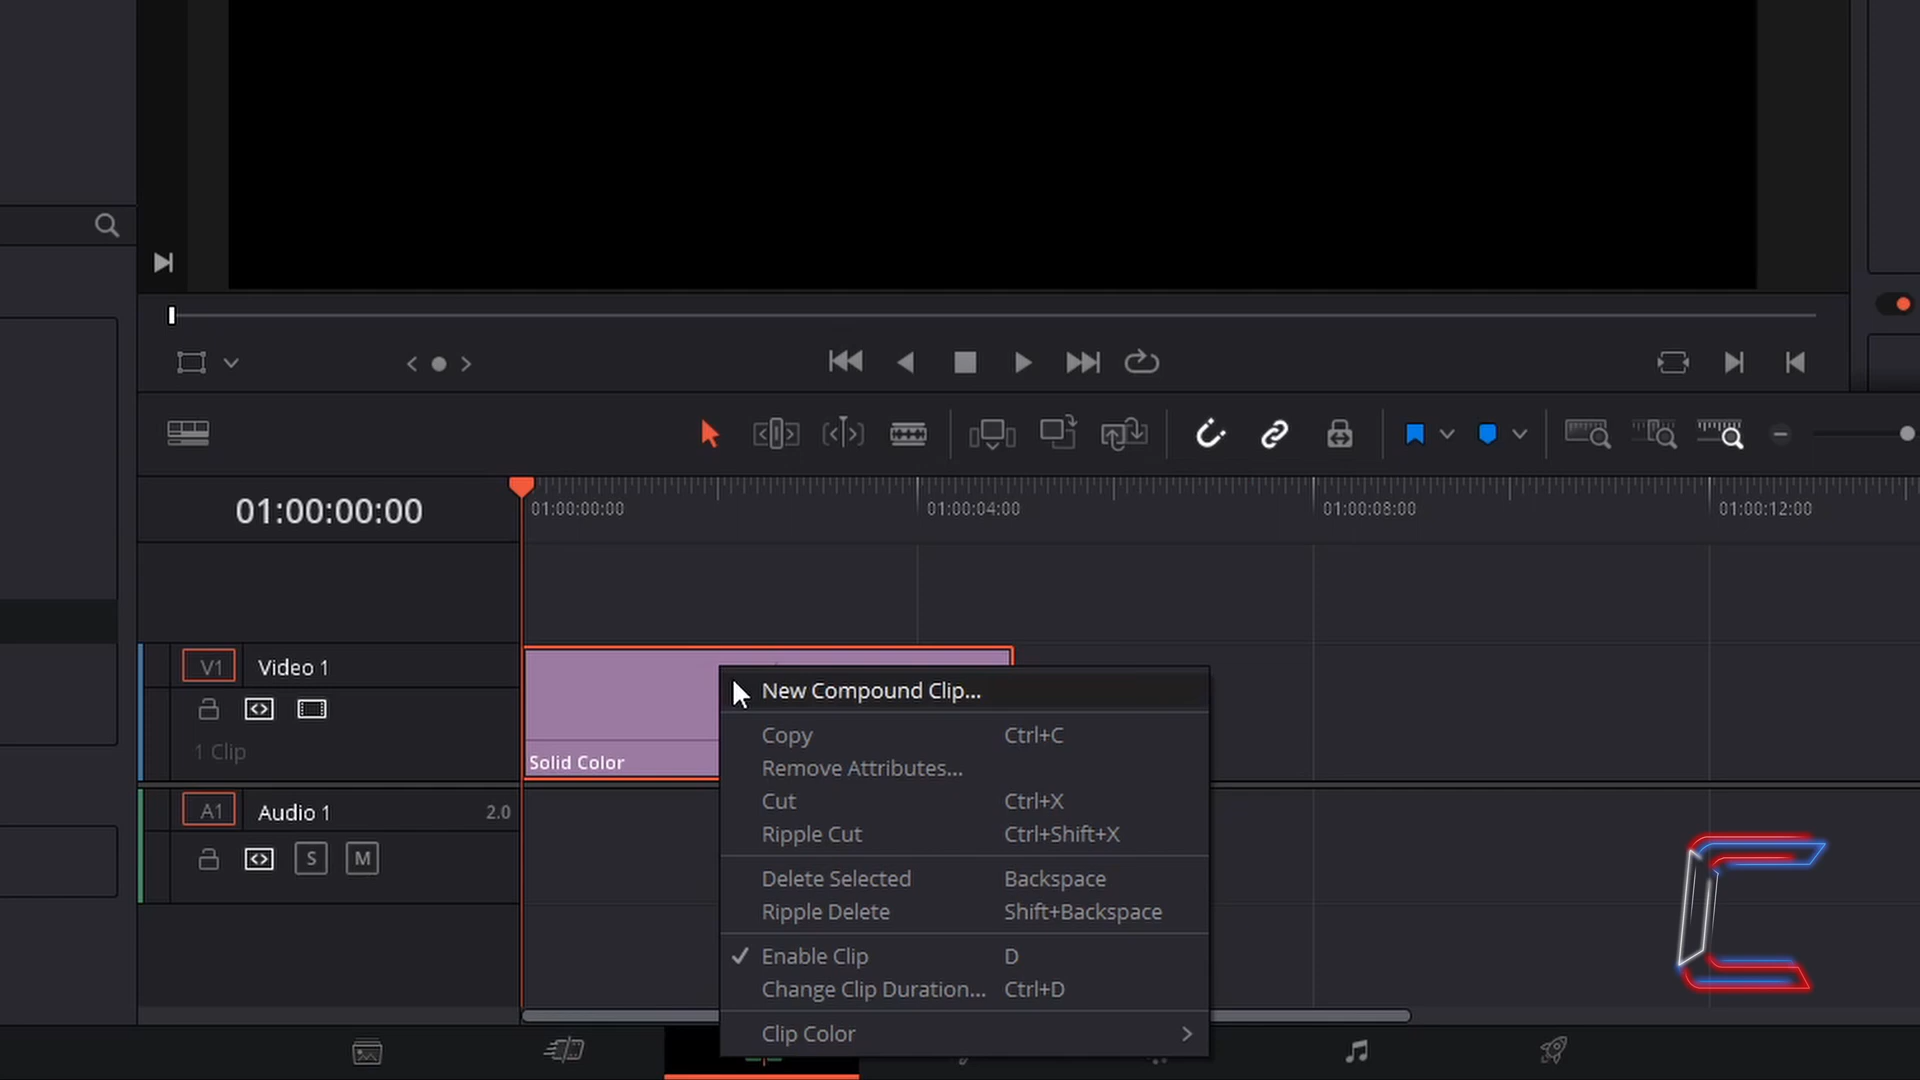 01:00:00:00
01:00:00:00 01:00:04:00 01:00:08:00 01:00:12:00
V1 Video 1
1 Clip
Solid Color
A1 Audio 1 2.0
S M
New Compound Clip...
Copy Ctrl+C
Remove Attributes...
Cut Ctrl+X
Ripple Cut Ctrl+Shift+X
Delete Selected Backspace
Ripple Delete Shift+Backspace
Enable Clip D
Change Clip Duration... Ctrl+D
Clip Color